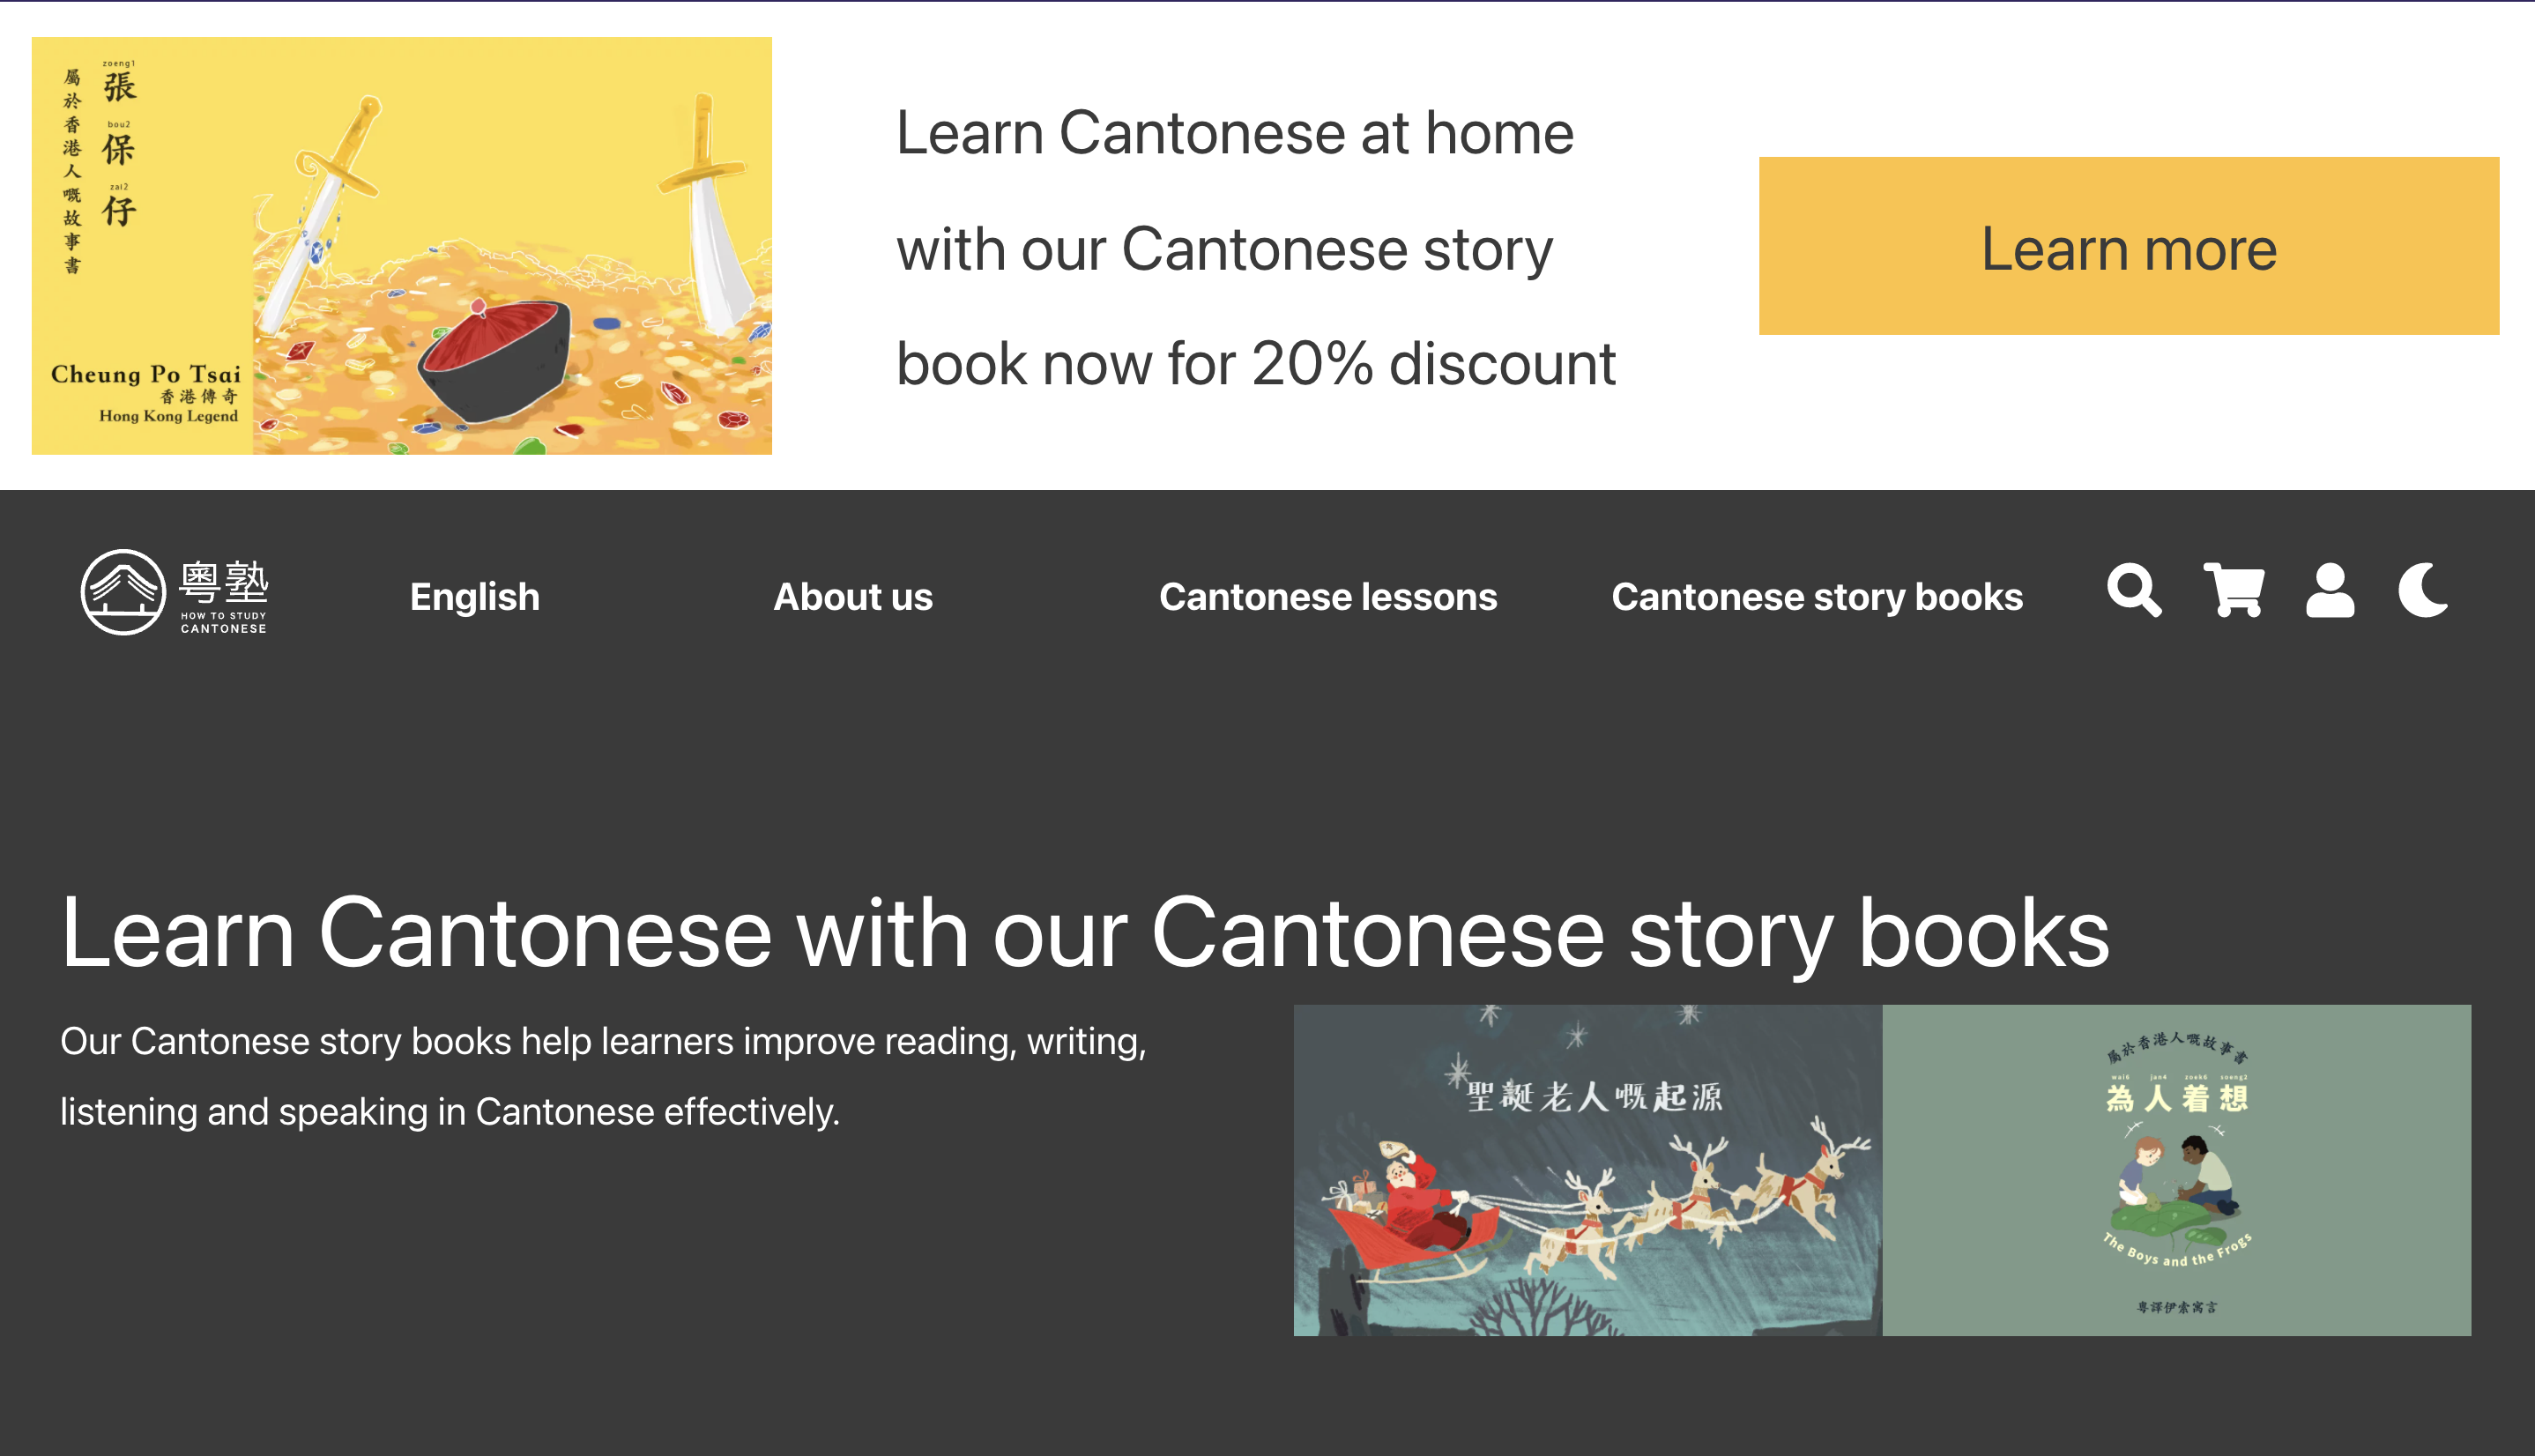 zoeng1
張
bou2
保
zai2
仔
屬於香港人嘅故事書
Cheung Po Tsai
香港傳奇
Hong Kong Legend
Learn Cantonese at home
with our Cantonese story
book now for 20% discount
Learn more
粵塾
HOW TO STUDY
CANTONESE
English
About us
Cantonese lessons
Cantonese story books
Learn Cantonese with our Cantonese story books
Our Cantonese story books help learners improve reading, writing,
listening and speaking in Cantonese effectively.
聖誕老人嘅起源
屬於香港人嘅故事書
wai6 jan4 zoek6 soeng2
為人着想
The Boys and the Frogs
粵譯伊索寓言